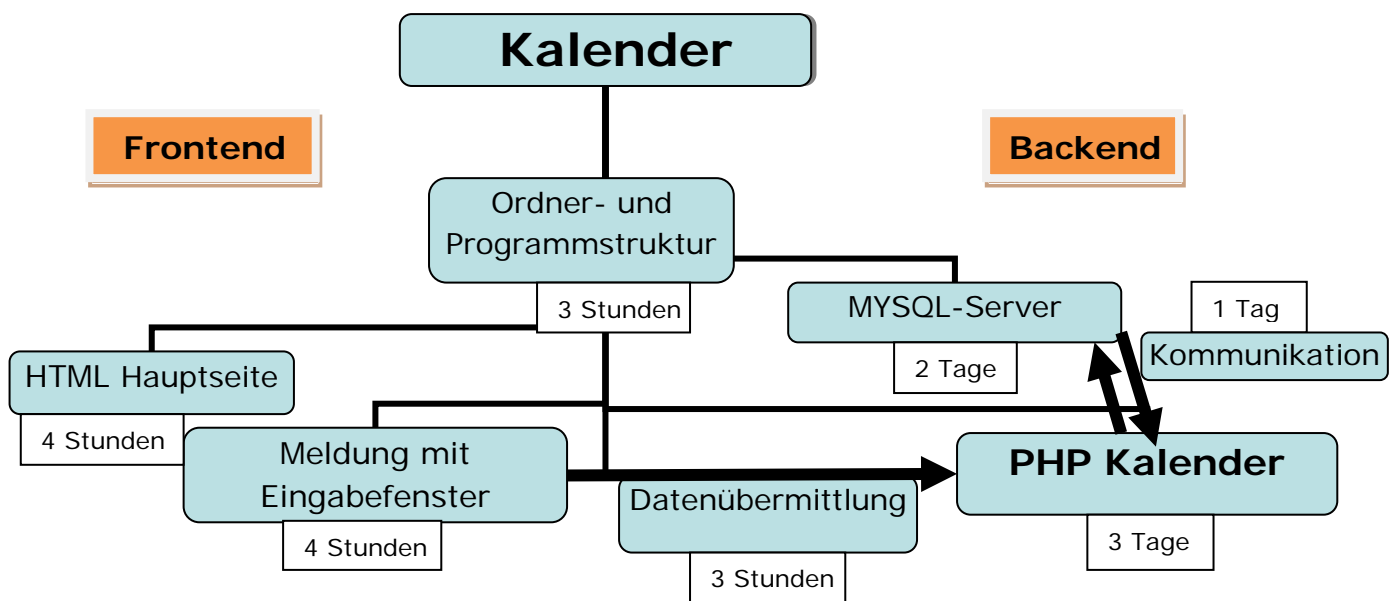 Kalender
Frontend
Backend
Ordner- und
Programmstruktur
3 Stunden
MYSQL-Server
2 Tage
1 Tag
Kommunikation
HTML Hauptseite
4 Stunden
Meldung mit
Eingabefenster
4 Stunden
Datenübermittlung
3 Stunden
PHP Kalender
3 Tage